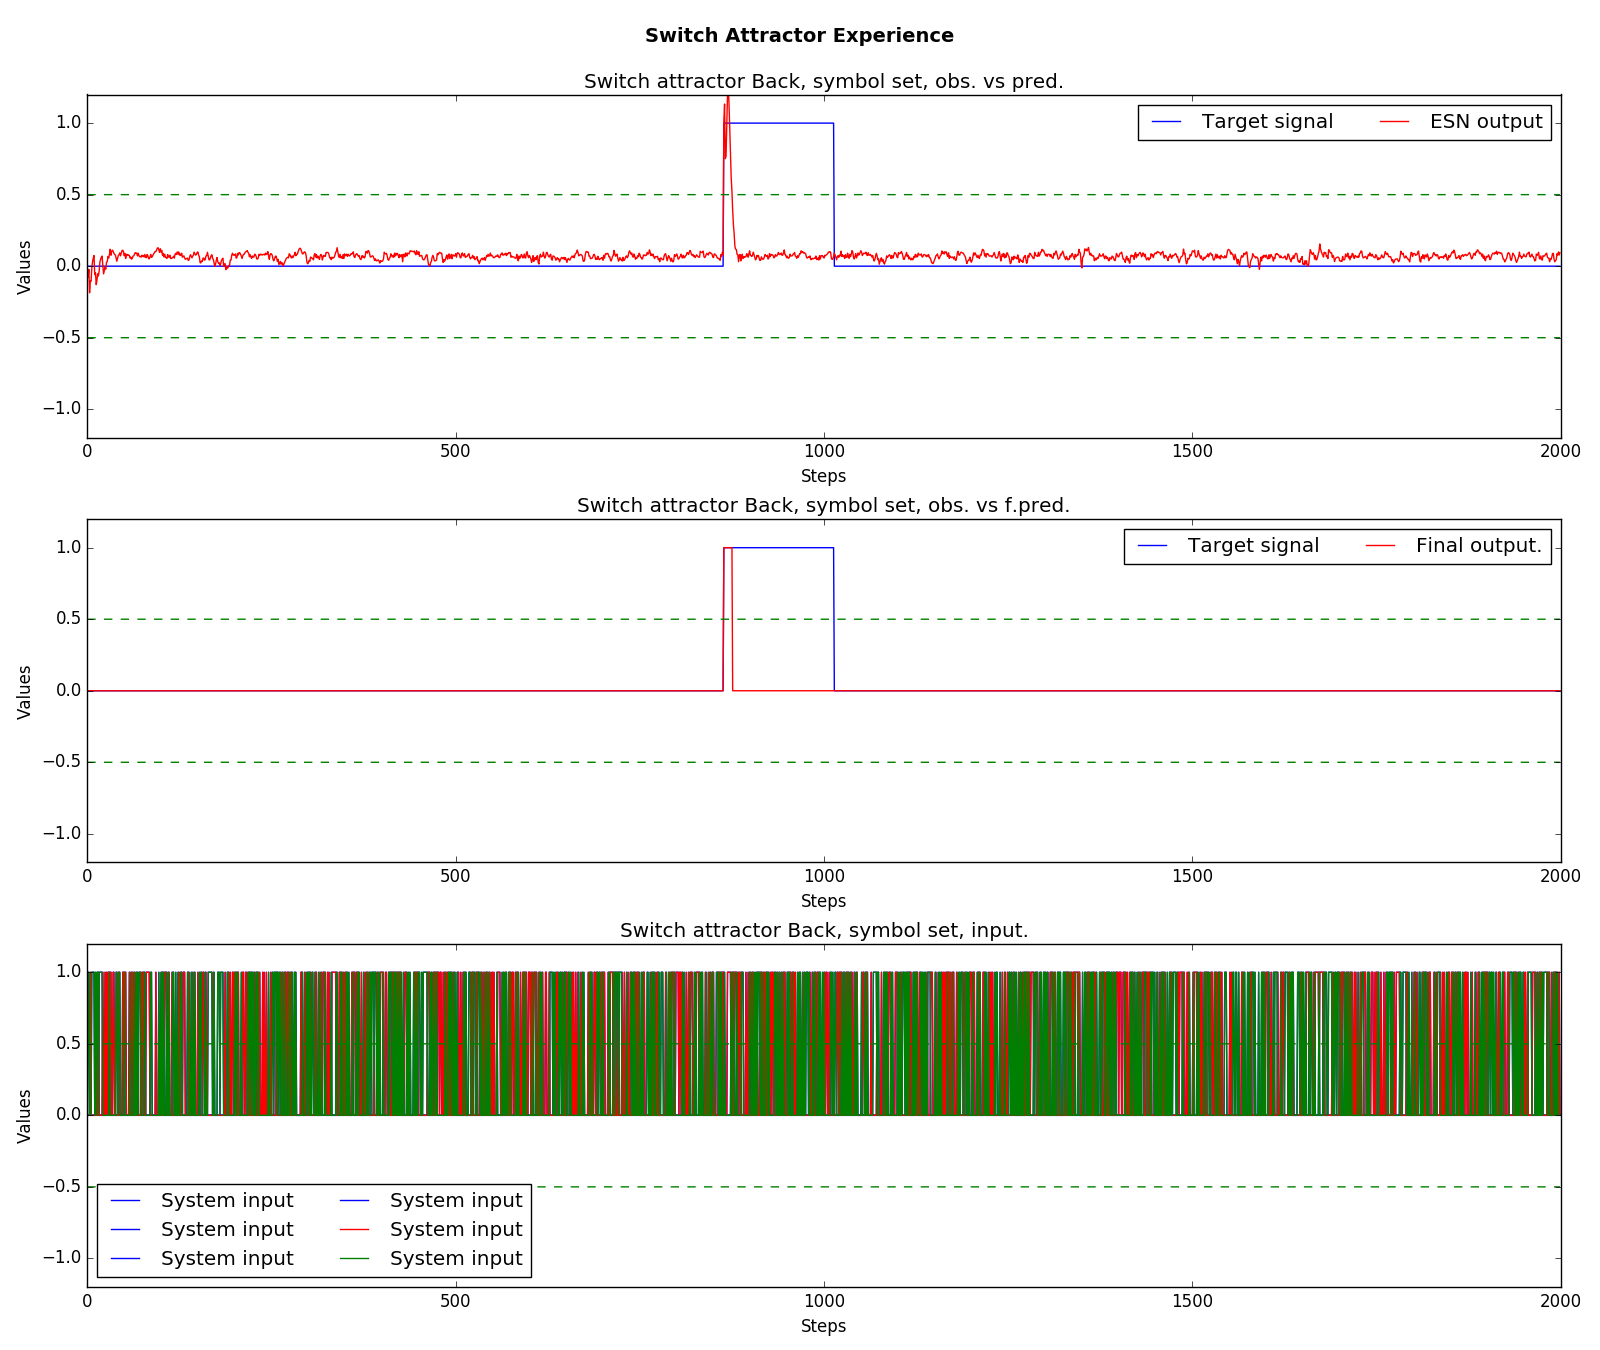 Switch Attractor Experience
Switch attractor Back, symbol set, obs. vs pred.
Target signal ESN output
1.0
0.5
0.0
−0.5
−1.0
Values
0 500 1000 1500 2000
Steps
Switch attractor Back, symbol set, obs. vs f.pred.
Target signal Final output.
1.0
0.5
0.0
−0.5
−1.0
Values
0 500 1000 1500 2000
Steps
Switch attractor Back, symbol set, input.
1.0
0.5
0.0
−0.5
−1.0
Values
System input System input
System input System input
System input System input
0 500 1000 1500 2000
Steps